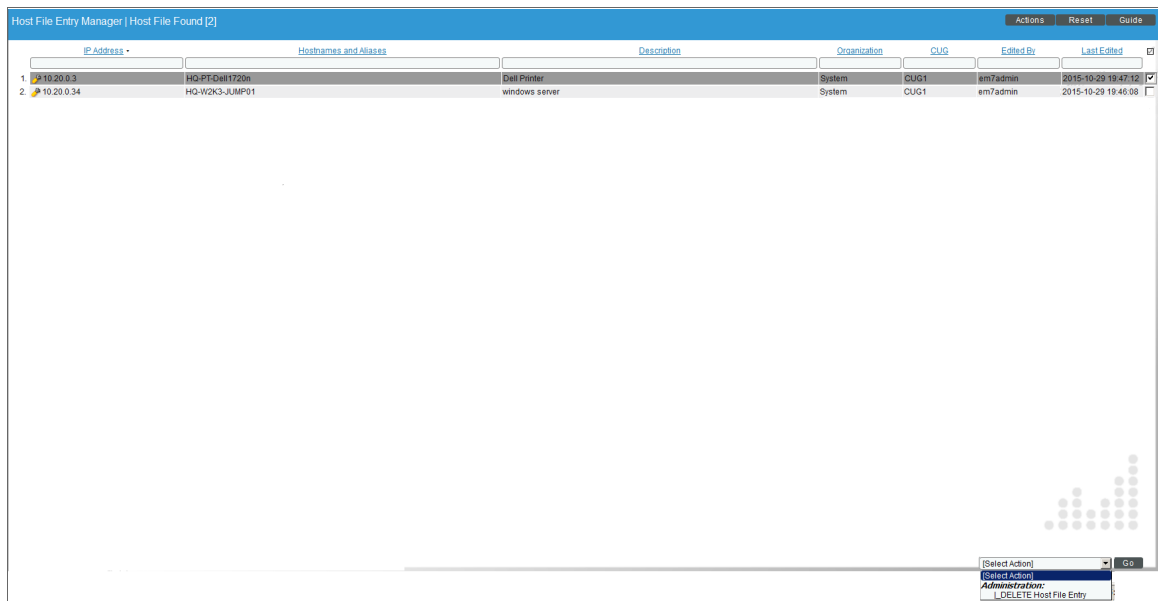 Host File Entry Manager | Host File Found [2]
Actions Reset Guide
IP Address Hostnames and Aliases Description Organization CUG Edited By Last Edited
1. 10.20.0.3 HQ-PT-Dell1720n Dell Printer System CUG1 em7admin 2015-10-29 19:47:12
2. 10.20.0.34 HQ-W2K3-JUMP01 windows server System CUG1 em7admin 2015-10-29 19:46:08
[Select Action] Go
[Select Action]
Administration:
|_DELETE Host File Entry